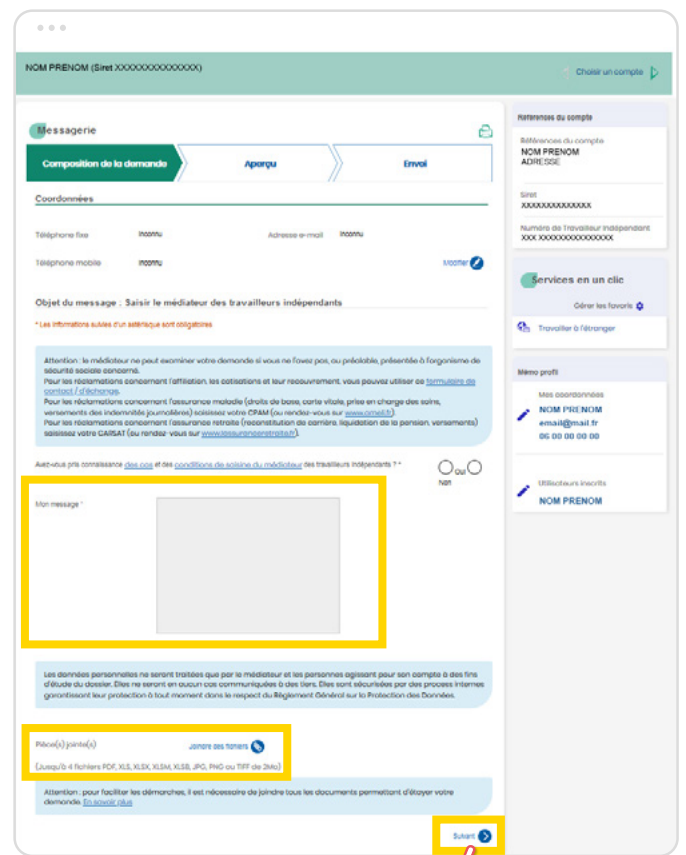 NOM PRENOM (Siret XXXXXXXXXXXXXX)
Choisir un compte
Messagerie
Composition de la demande
Aperçu
Envoi
Coordonnées
Téléphone fixe
Inconnu
Adresse e-mail
Inconnu
Téléphone mobile
Inconnu
Modifier
Objet du message : Saisir le médiateur des travailleurs indépendants
* Les informations suivies d'un astérisque sont obligatoires
Attention : le médiateur ne peut examiner votre demande si vous ne l'avez pas, au préalable, présentée à l'organisme de
sécurité sociale concerné.
Pour les réclamations concernant l'affiliation, les cotisations et leur recouvrement, vous pouvez utiliser ce formulaire de
contact / d'échange.
Pour les réclamations concernant l'assurance maladie (droits de base, carte vitale, prise en charge des soins,
versements des indemnités journalières) saisissez votre CPAM (ou rendez-vous sur www.ameli.fr).
Pour les réclamations concernant l'assurance retraite (reconstitution de carrière, liquidation de la pension, versements)
saisissez votre CARSAT (ou rendez-vous sur www.lassuranceretraite.fr).
Avez-vous pris connaissance des cas et des conditions de saisine du médiateur des travailleurs indépendants ? *
Oui
Non
Mon message *
Les données personnelles ne seront traitées que par le médiateur et les personnes agissant pour son compte à des fins
d'étude du dossier. Elles ne seront en aucun cas communiquées à des tiers. Elles sont sécurisées par des process internes
garantissant leur protection à tout moment dans le respect du Règlement Général sur la Protection des Données.
Pièce(s) jointe(s)
Joindre des fichiers
(Jusqu'à 4 fichiers PDF, XLS, XLSX, XLSM, XLSB, JPG, PNG ou TIFF de 2Mo)
Attention : pour faciliter les démarches, il est nécessaire de joindre tous les documents permettant d'étayer votre
demande. En savoir plus
Suivant
Références du compte
Références du compte
NOM PRENOM
ADRESSE
Siret
XXXXXXXXXXXXX
Numéro de Travailleur Indépendant
XXX XXXXXXXXXXXXXXX
Services en un clic
Gérer les favoris
Travailler à l'étranger
Mémo profil
Mes coordonnées
NOM PRENOM
email@mail.fr
06 00 00 00 00
Utilisateurs inscrits
NOM PRENOM